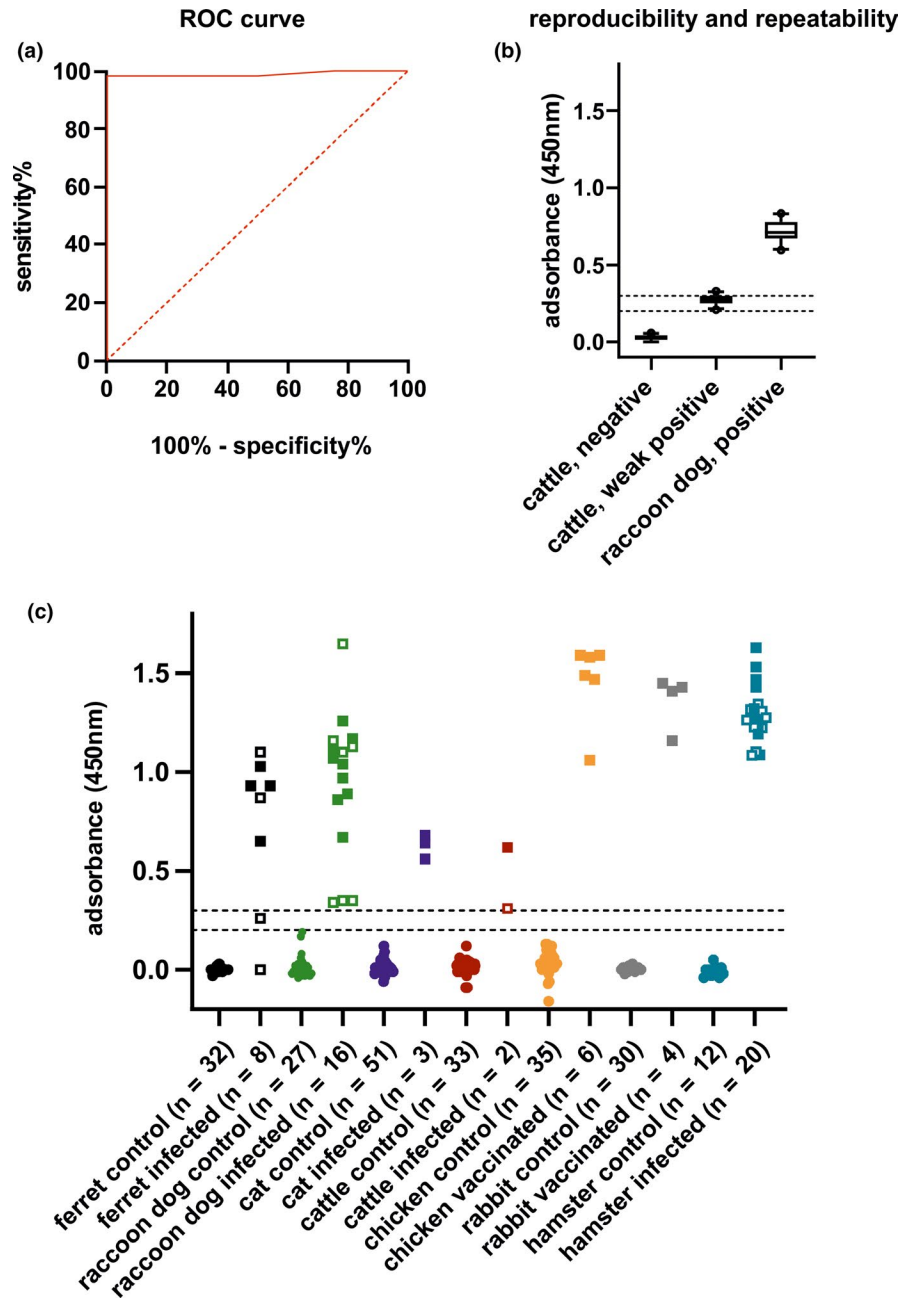 ROC curve
(a)
100
80
60
40
20
0
sensitivity%
0 20 40 60 80 100
100% - specificity%
reproducibility and repeatability
(b)
1.5
1.0
0.5
0.0
adsorbance (450nm)
cattle, negative
cattle, weak positive
raccoon dog, positive
(c)
1.5
1.0
0.5
0.0
adsorbance (450nm)
ferret control (n = 32)
ferret infected (n = 8)
raccoon dog control (n = 27)
raccoon dog infected (n = 16)
cat control (n = 51)
cat infected (n = 3)
cattle control (n = 33)
cattle infected (n = 2)
chicken control (n = 35)
chicken vaccinated (n = 6)
rabbit control (n = 30)
rabbit vaccinated (n = 4)
hamster control (n = 12)
hamster infected (n = 20)